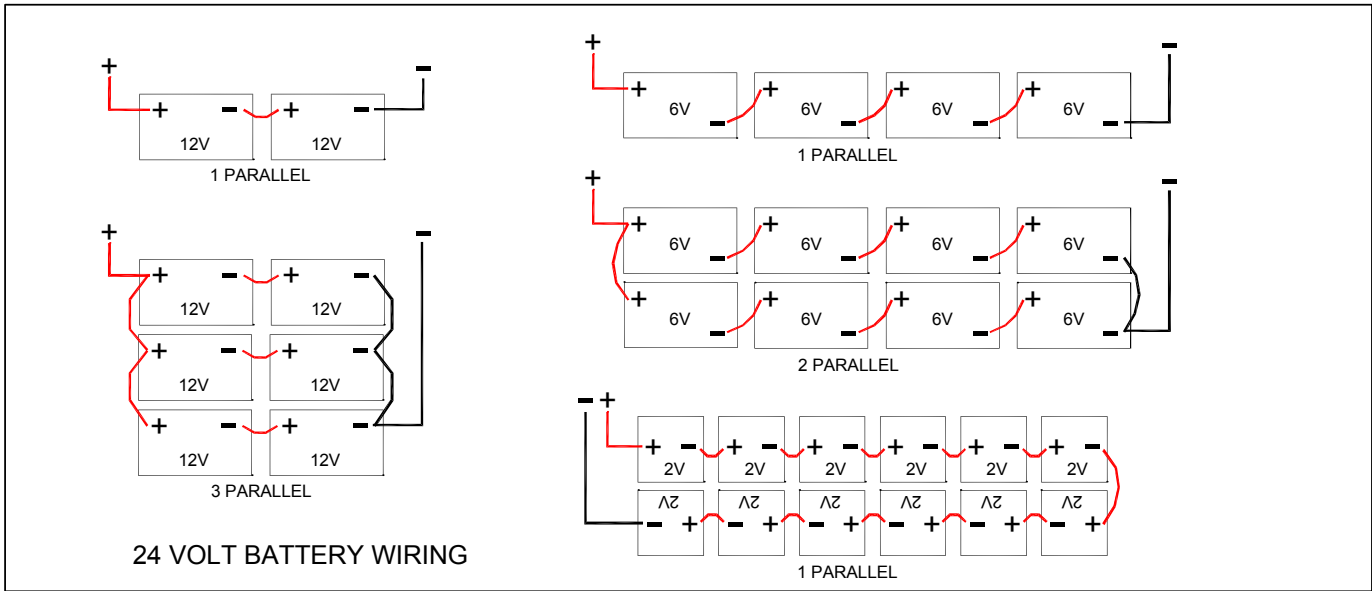 + -
+ - + -
12V 12V
1 PARALLEL
+ -
+ - + -
12V 12V
+ - + -
12V 12V
+ - + -
12V 12V
3 PARALLEL
24 VOLT BATTERY WIRING
+ -
+ + + +
6V 6V 6V 6V
- - - -
1 PARALLEL
+ -
+ + + +
6V 6V 6V 6V
- - - -
+ + + +
6V 6V 6V 6V
- - - -
2 PARALLEL
- +
+ - + - + - + - + - + -
2V 2V 2V 2V 2V 2V
2V 2V 2V 2V 2V 2V
- + - + - + - + - + - +
1 PARALLEL